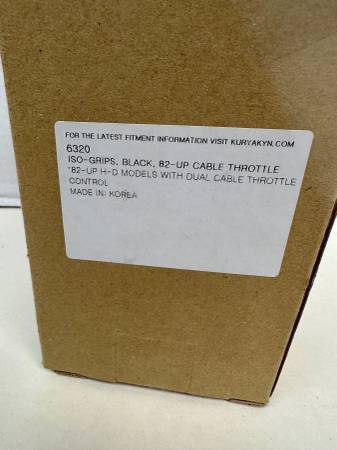 FOR THE LATEST FITMENT INFORMATION VISIT KURYAKYN.COM
6320
ISO-GRIPS, BLACK, 82-UP CABLE THROTTLE
'82-UP H-D MODELS WITH DUAL CABLE THROTTLE
CONTROL
MADE IN: KOREA